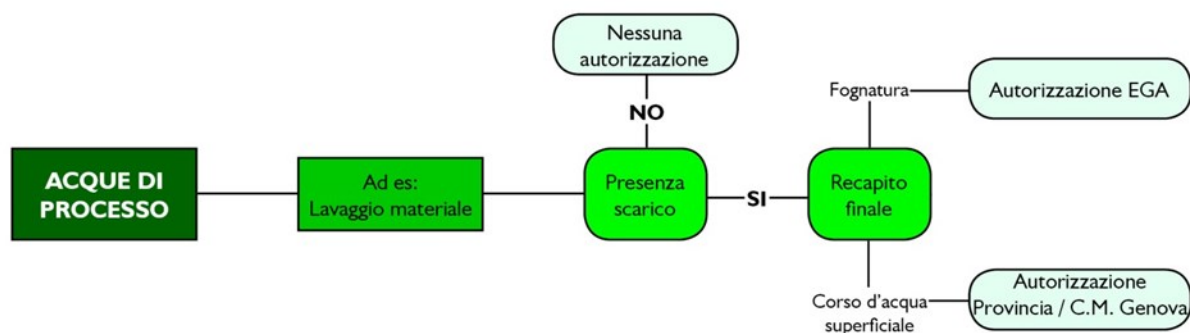 ACQUE DI
PROCESSO
Ad es:
Lavaggio materiale
Nessuna
autorizzazione
NO
Presenza
scarico
SI
Recapito
finale
Fognatura
Autorizzazione EGA
Corso d'acqua
superficiale
Autorizzazione
Provincia / C.M. Genova